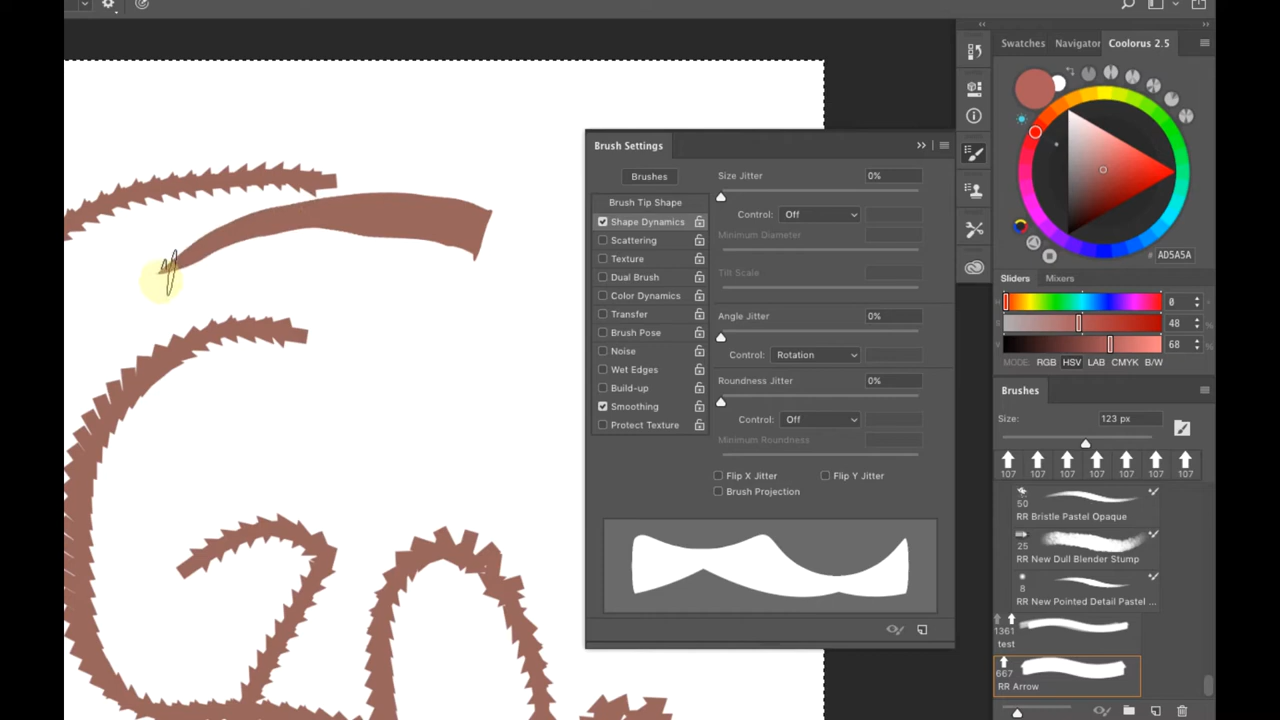 Swatches Navigator Coolorus 2.5
Brush Settings
Brushes
Brush Tip Shape
Shape Dynamics
Scattering
Texture
Dual Brush
Color Dynamics
Transfer
Brush Pose
Noise
Wet Edges
Build-up
Smoothing
Protect Texture
Size Jitter 0%
Control: Off
Minimum Diameter
Tilt Scale
Angle Jitter 0%
Control: Rotation
Roundness Jitter 0%
Control: Off
Minimum Roundness
Flip X Jitter Flip Y Jitter
Brush Projection
# AD5A5A
Sliders Mixers
H 0 °
S 48 %
V 68 %
MODE: RGB HSV LAB CMYK B/W
Brushes
Size: 123 px
107 107 107 107 107 107 107
50
RR Bristle Pastel Opaque
25
RR New Dull Blender Stump
8
RR New Pointed Detail Pastel ...
1361
test
667
RR Arrow